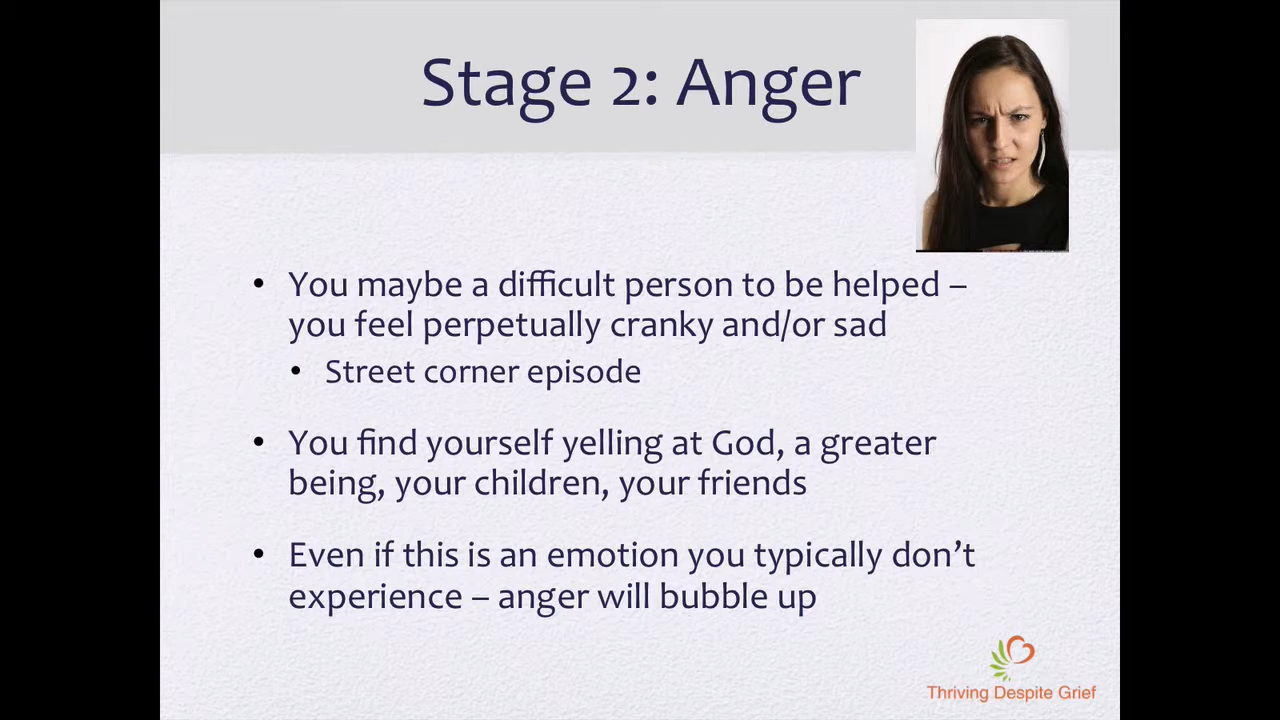 Stage 2: Anger
• You maybe a difficult person to be helped –
you feel perpetually cranky and/or sad
• Street corner episode
• You find yourself yelling at God, a greater
being, your children, your friends
• Even if this is an emotion you typically don’t
experience – anger will bubble up
Thriving Despite Grief